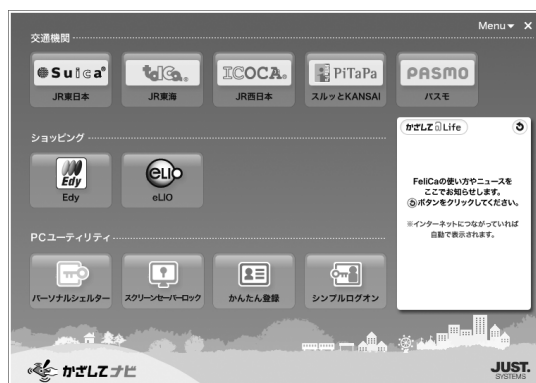 Menu▼ ×
交通機関
Suica
TOICA
ICOCA
PiTaPa
PASMO
JR東日本
JR東海
JR西日本
スルッとKANSAI
パスモ
ショッピング
Edy
eLIO
Edy
eLIO
かざしてLife
FeliCaの使い方やニュースを
ここでお知らせします。
ボタンをクリックしてください。
※インターネットにつながっていれば
自動で表示されます。
PCユーティリティ
パーソナルシェルター
スクリーンセーバーロック
かんたん登録
シンプルログオン
かざしてナビ
JUST.
SYSTEMS